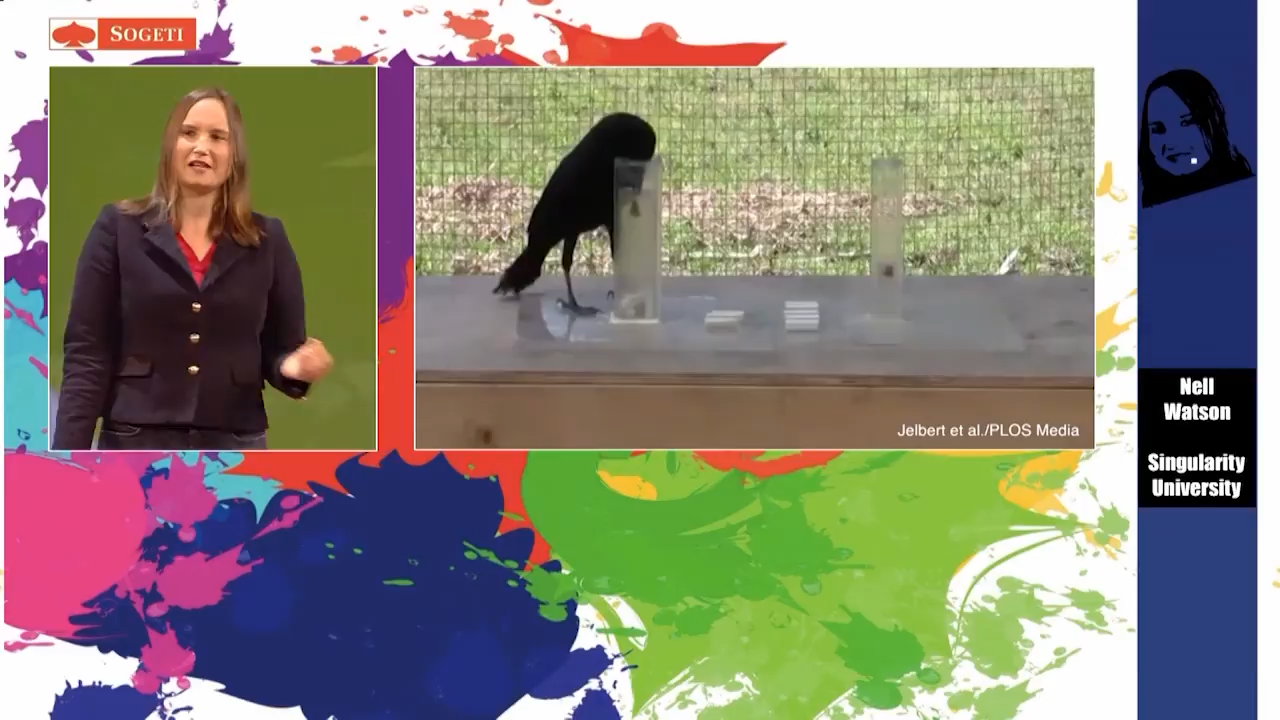 SOGETI
Jelbert et al./PLOS Media
Nell
Watson
Singularity
University